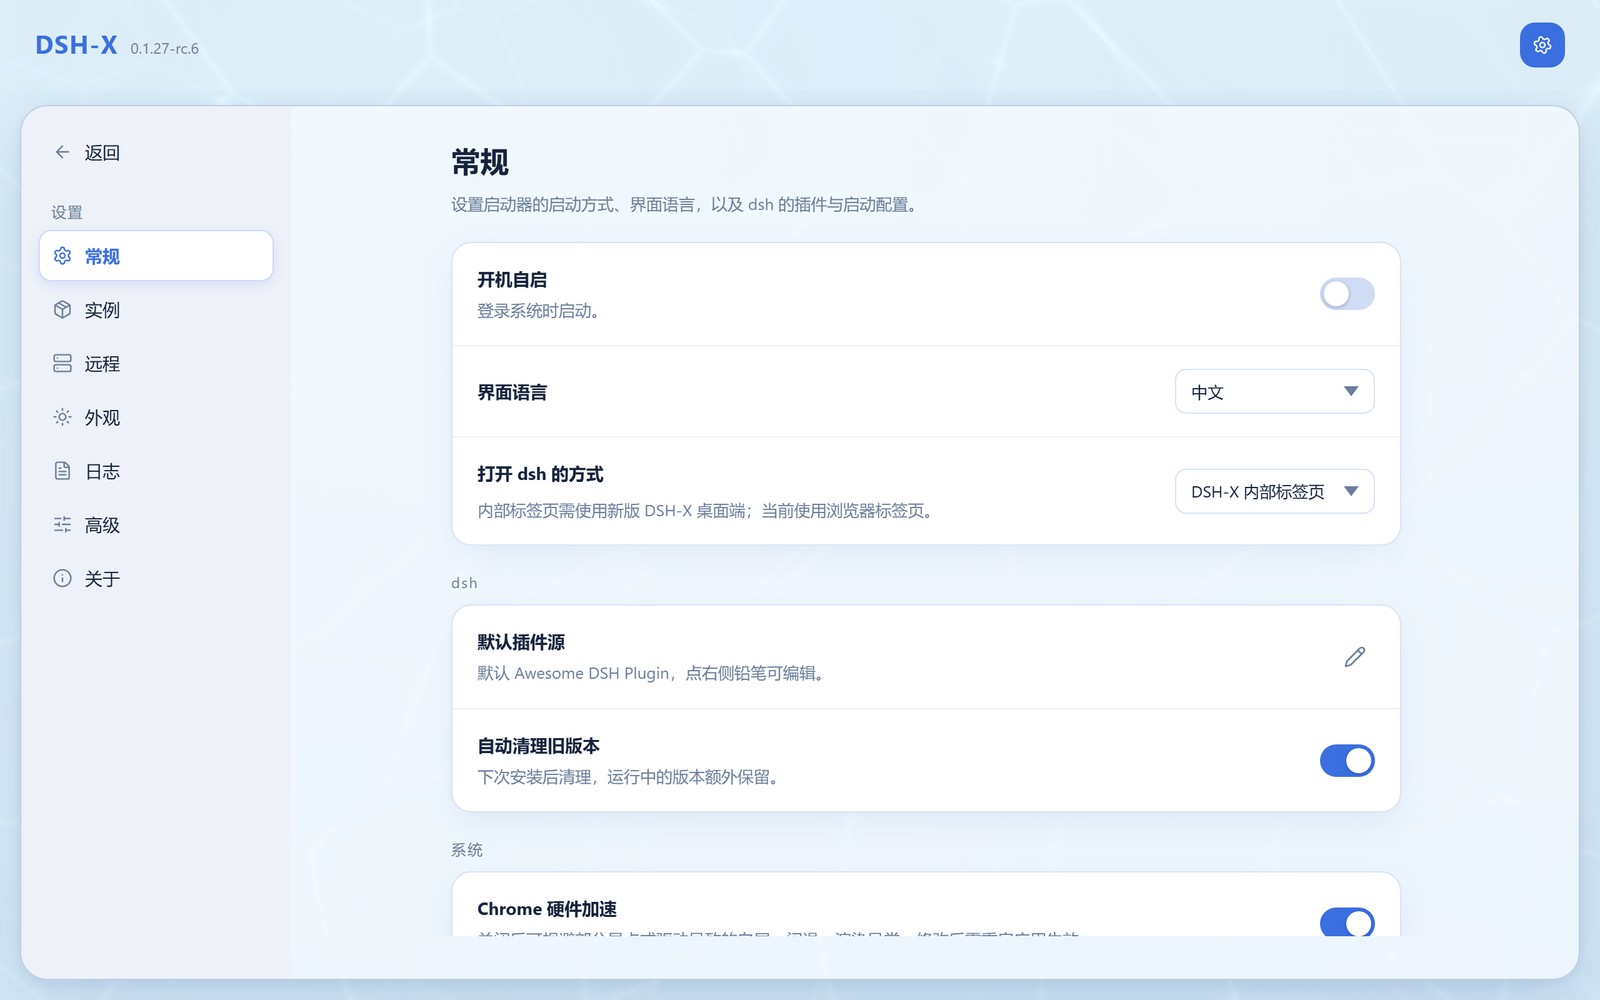 DSH-X 0.1.27-rc.6
返回
设置
常规
实例
远程
外观
日志
高级
关于
常规
设置启动器的启动方式、界面语言，以及 dsh 的插件与启动配置。
开机自启
登录系统时启动。
界面语言
中文
打开 dsh 的方式
内部标签页需使用新版 DSH-X 桌面端；当前使用浏览器标签页。
DSH-X 内部标签页
dsh
默认插件源
默认 Awesome DSH Plugin，点右侧铅笔可编辑。
自动清理旧版本
下次安装后清理，运行中的版本额外保留。
系统
Chrome 硬件加速